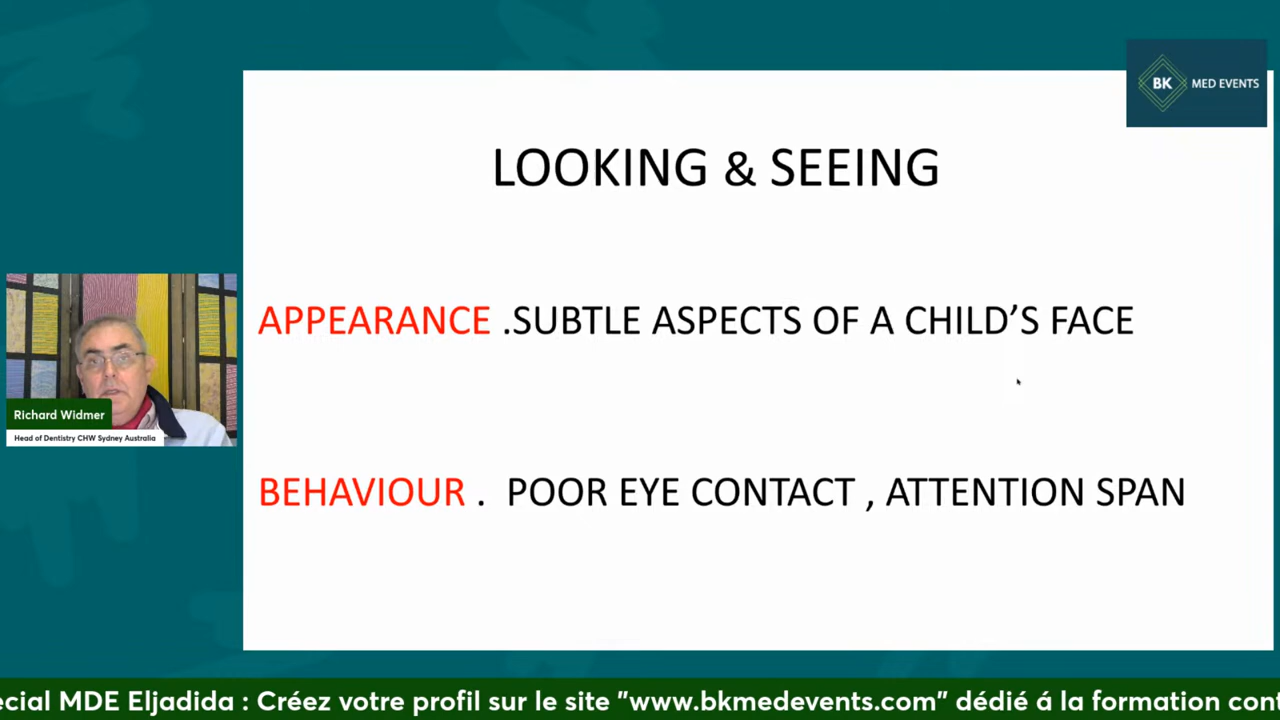 BK MED EVENTS
LOOKING & SEEING
APPEARANCE .SUBTLE ASPECTS OF A CHILD’S FACE
BEHAVIOUR . POOR EYE CONTACT , ATTENTION SPAN
Richard Widmer
Head of Dentistry CHW Sydney Australia
écial MDE Eljadida : Créez votre profil sur le site "www.bkmedevents.com" dédié á la formation con